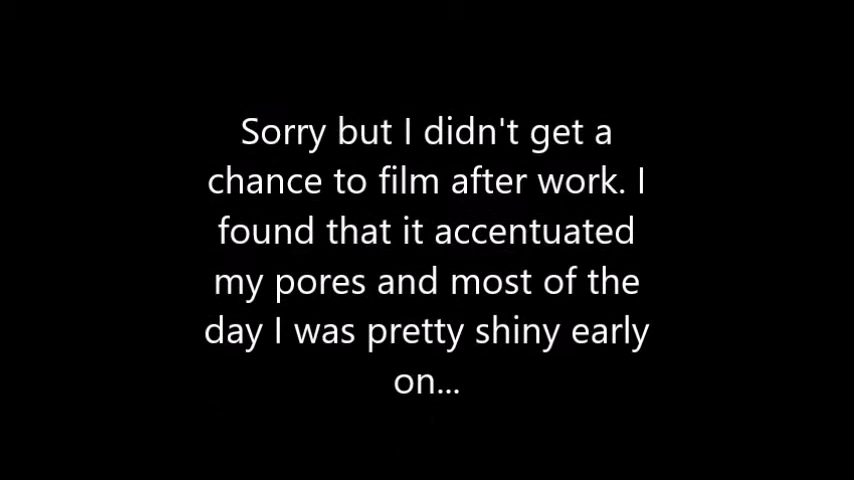 Sorry but I didn't get a
chance to film after work. I
found that it accentuated
my pores and most of the
day I was pretty shiny early
on...